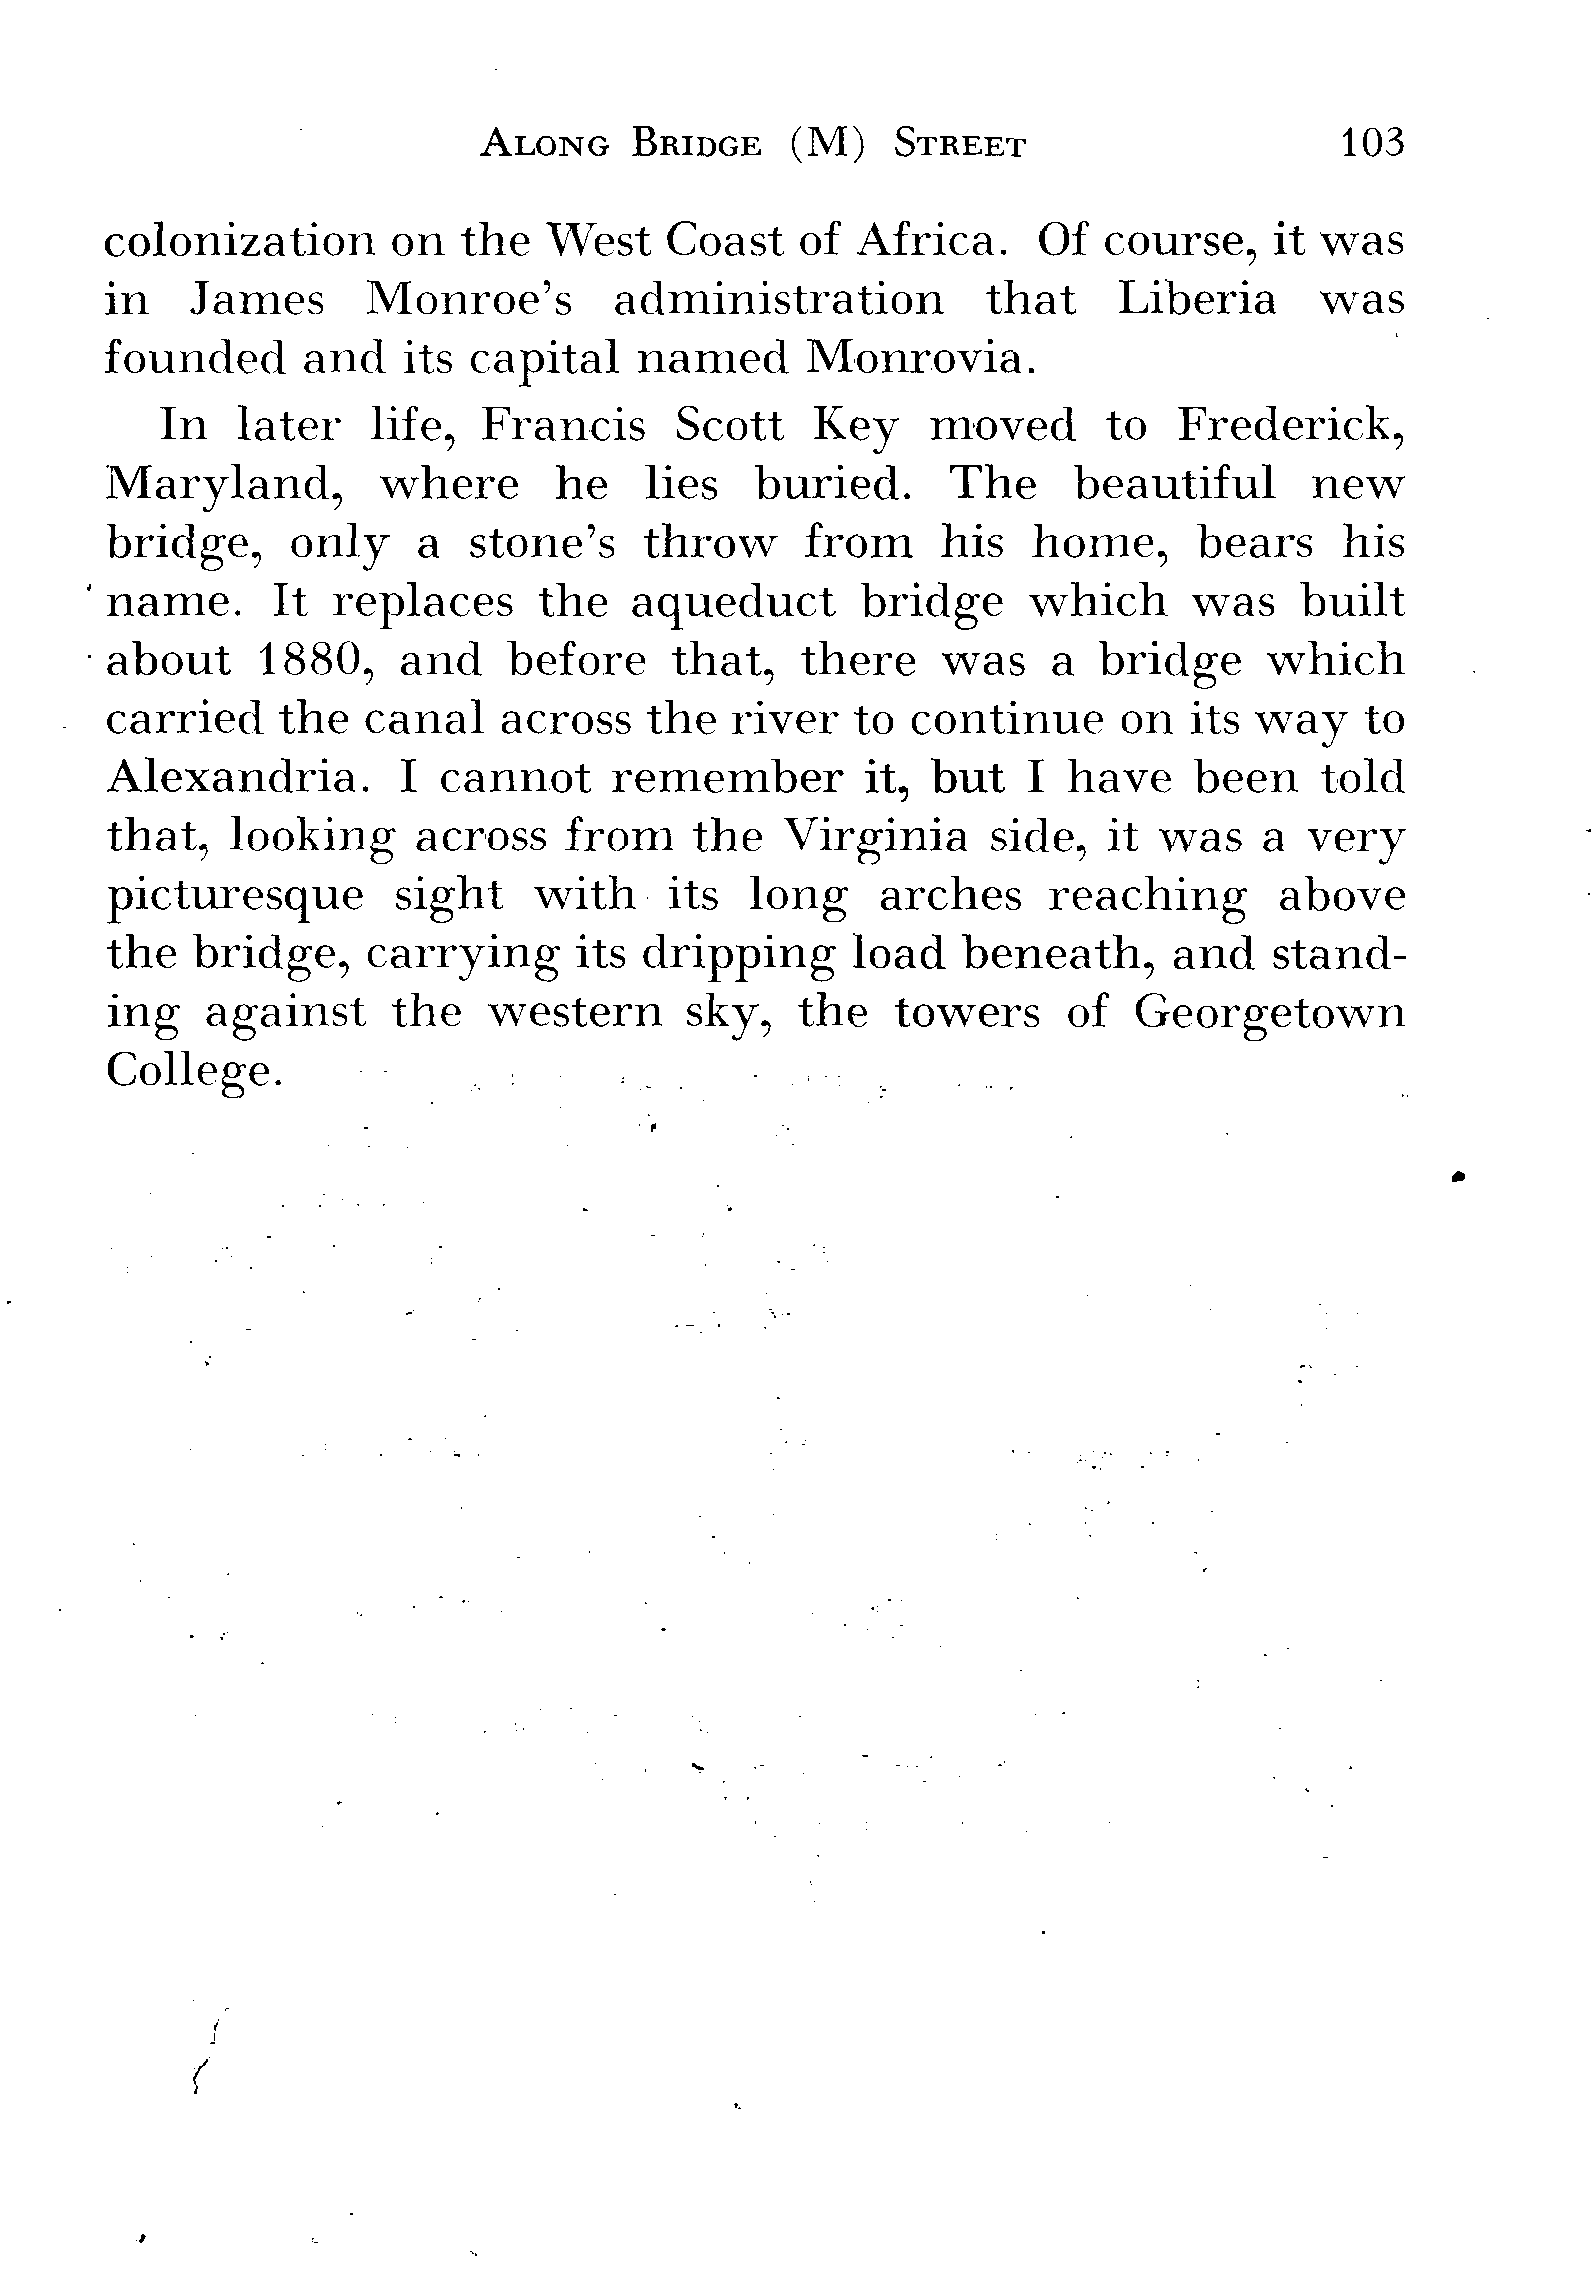 Along Bridge (M) Street 103
colonization on the West Coast of Africa. Of course, it was
in James Monroe's administration that Liberia was
founded and its capital named Monrovia.
In later life, Francis Scott Key moved to Frederick,
Maryland, where he lies buried. The beautiful new
bridge, only a stone's throw from his home, bears his
name. It replaces the aqueduct bridge which was built
about 1880, and before that, there was a bridge which
carried the canal across the river to continue on its way to
Alexandria. I cannot remember it, but I have been told
that, looking across from the Virginia side, it was a very
picturesque sight with its long arches reaching above
the bridge, carrying its dripping load beneath, and stand-
ing against the western sky, the towers of Georgetown
College.